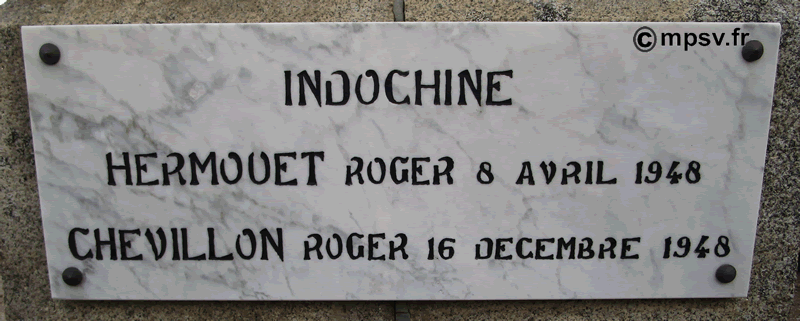 ©mpsv.fr
INDOCHINE
HERMOUET ROGER 8 AVRIL 1948
CHEVILLON ROGER 16 DECEMBRE 1948